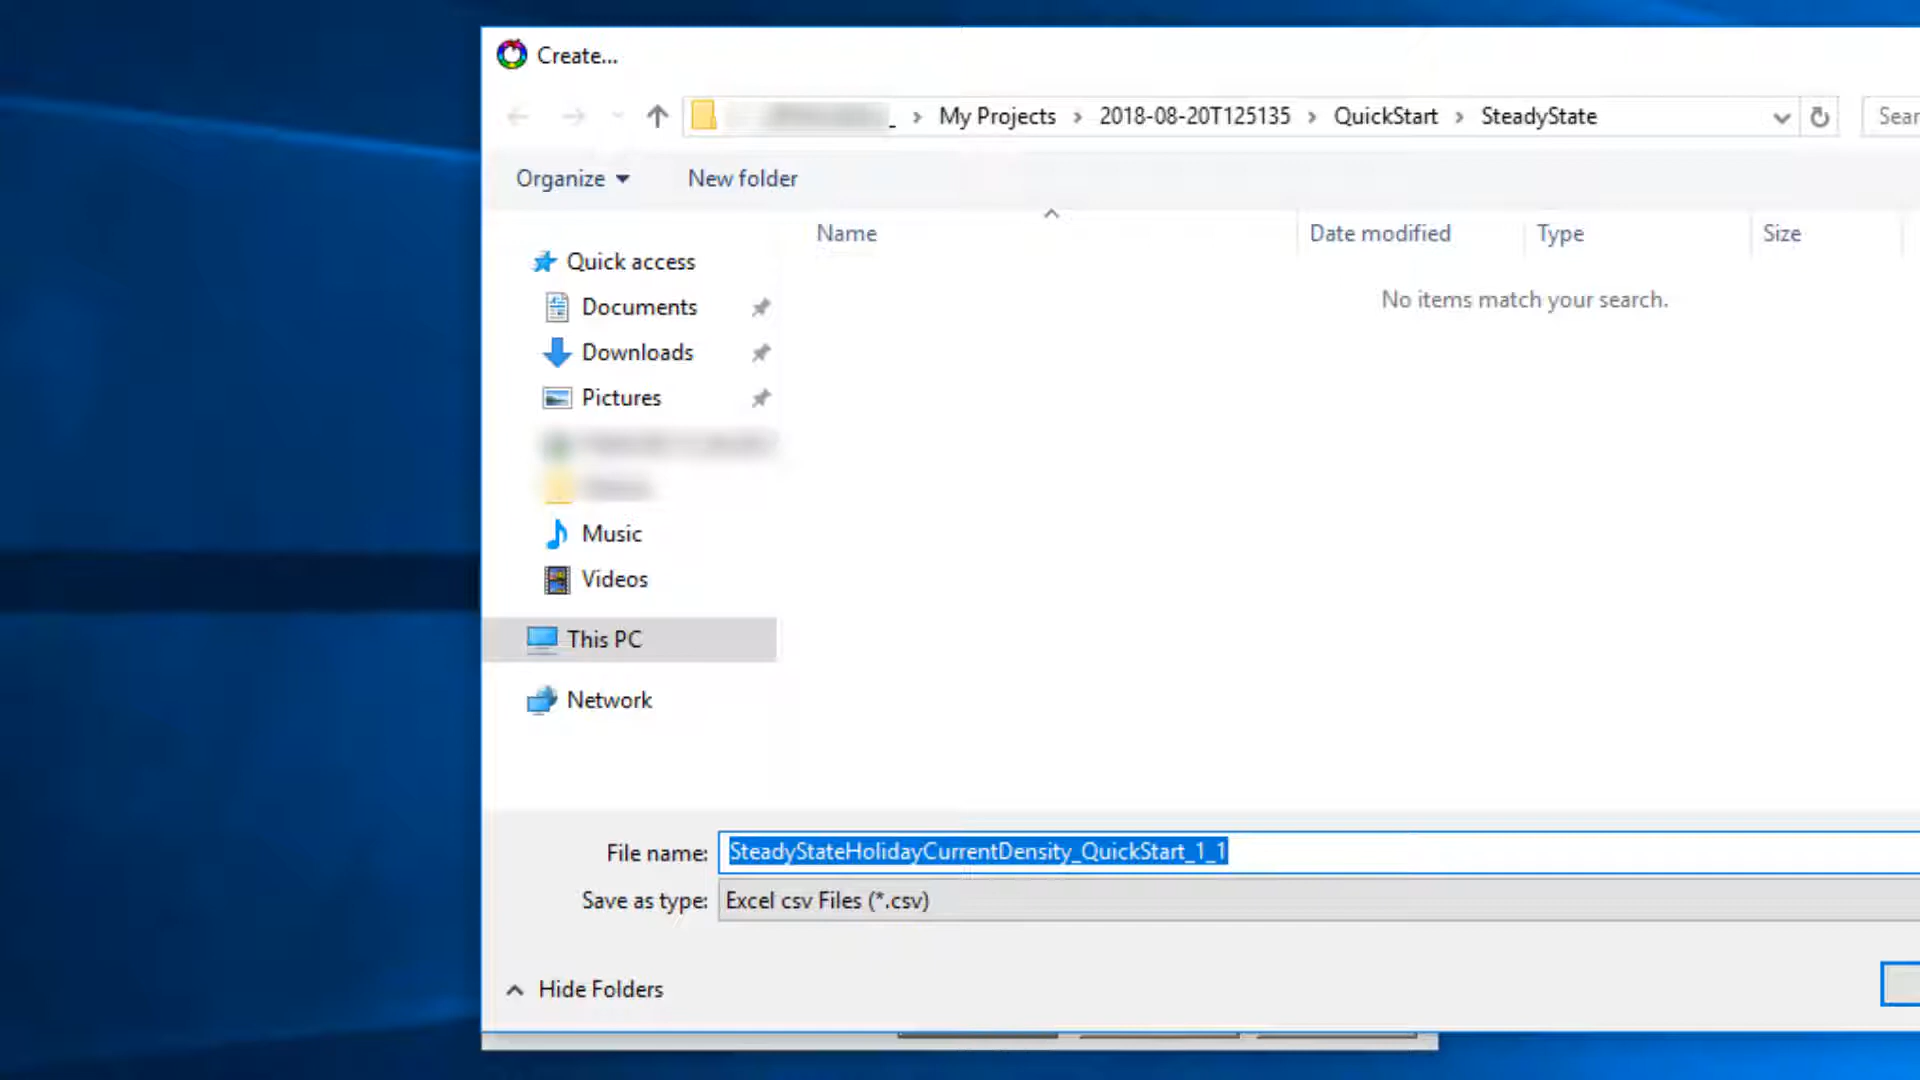 Create...
_ › My Projects › 2018-08-20T125135 › QuickStart › SteadyState
Sear
Organize
New folder
Name
Date modified
Type
Size
No items match your search.
Quick access
Documents
Downloads
Pictures
Music
Videos
This PC
Network
File name: SteadyStateHolidayCurrentDensity_QuickStart_1_1
Save as type: Excel csv Files (*.csv)
Hide Folders